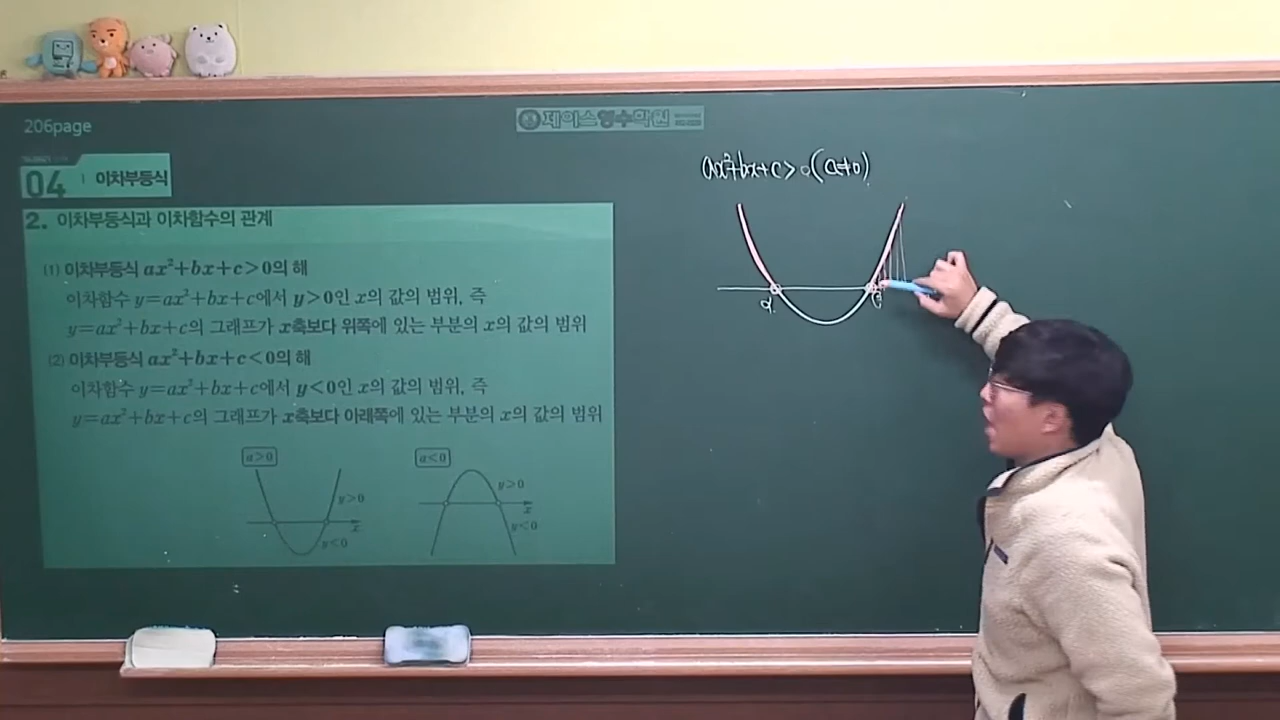 206page
제이스영수학원
04 이차부등식
2. 이차부등식과 이차함수의 관계
(1) 이차부등식 ax²+bx+c>0의 해
이차함수 y=ax²+bx+c에서 y>0인 x의 값의 범위, 즉
y=ax²+bx+c의 그래프가 x축보다 위쪽에 있는 부분의 x의 값의 범위
(2) 이차부등식 ax²+bx+c<0의 해
이차함수 y=ax²+bx+c에서 y<0인 x의 값의 범위, 즉
y=ax²+bx+c의 그래프가 x축보다 아래쪽에 있는 부분의 x의 값의 범위
a>0
y>0
x
y<0
a<0
y>0
x
y<0
ax²+bx+c>0(a≠0)
α
β